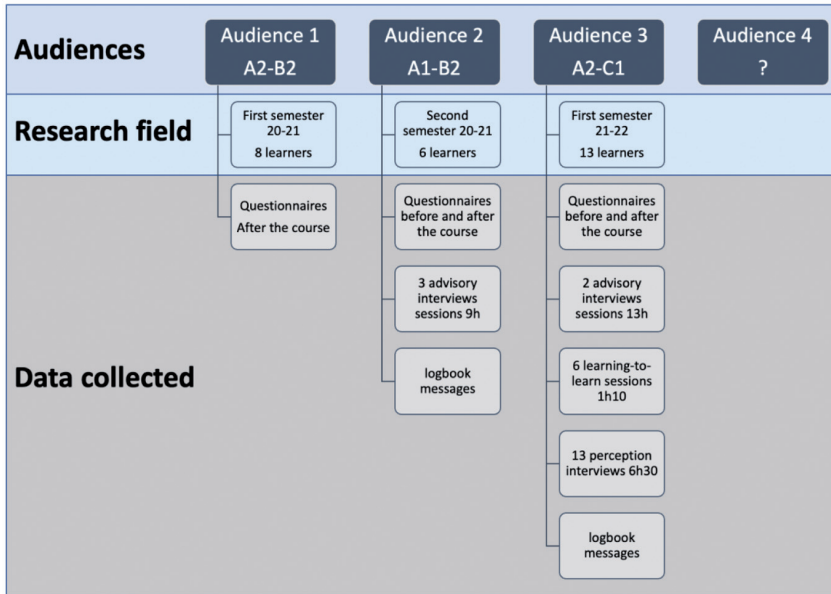 Audiences
Audience 1
A2-B2
Audience 2
A1-B2
Audience 3
A2-C1
Audience 4
?
Research field
First semester
20-21
8 learners
Second
semester 20-21
6 learners
First semester
21-22
13 learners
Data collected
Questionnaires
After the course
Questionnaires
before and after
the course
3 advisory
interviews
sessions 9h
logbook
messages
Questionnaires
before and after
the course
2 advisory
interviews
sessions 13h
6 learning-to-
learn sessions
1h10
13 perception
interviews 6h30
logbook
messages